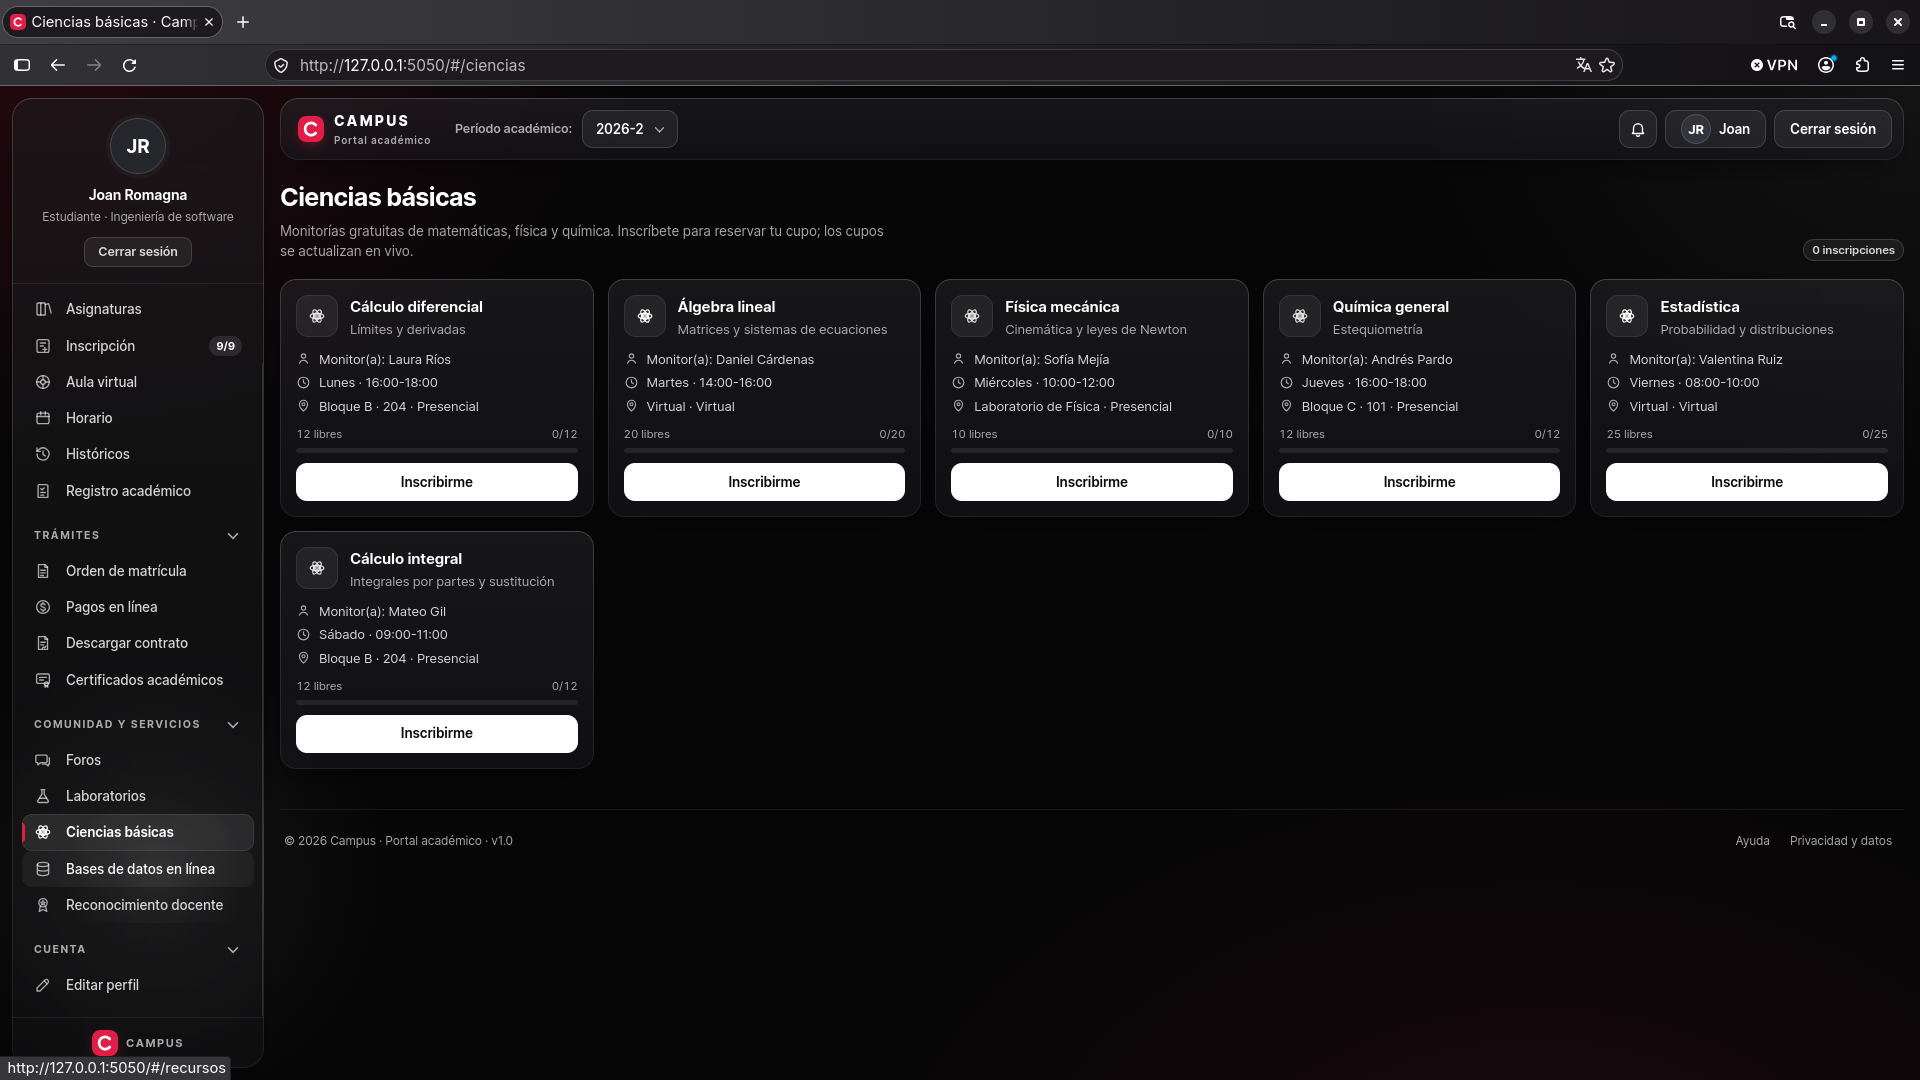 Ciencias básicas · Cam
http://127.0.0.1:5050/#/ciencias
VPN
JR
Joan Romagna
Estudiante · Ingeniería de software
Cerrar sesión
Asignaturas
Inscripción 9/9
Aula virtual
Horario
Históricos
Registro académico
TRÁMITES
Orden de matrícula
Pagos en línea
Descargar contrato
Certificados académicos
COMUNIDAD Y SERVICIOS
Foros
Laboratorios
Ciencias básicas
Bases de datos en línea
Reconocimiento docente
CUENTA
Editar perfil
C CAMPUS
http://127.0.0.1:5050/#/recursos
C CAMPUS
Portal académico
Período académico: 2026-2
JR Joan
Cerrar sesión
Ciencias básicas
Monitorías gratuitas de matemáticas, física y química. Inscríbete para reservar tu cupo; los cupos
se actualizan en vivo.
0 inscripciones
Cálculo diferencial
Límites y derivadas
Monitor(a): Laura Ríos
Lunes · 16:00-18:00
Bloque B · 204 · Presencial
12 libres 0/12
Inscribirme
Álgebra lineal
Matrices y sistemas de ecuaciones
Monitor(a): Daniel Cárdenas
Martes · 14:00-16:00
Virtual · Virtual
20 libres 0/20
Inscribirme
Física mecánica
Cinemática y leyes de Newton
Monitor(a): Sofía Mejía
Miércoles · 10:00-12:00
Laboratorio de Física · Presencial
10 libres 0/10
Inscribirme
Química general
Estequiometría
Monitor(a): Andrés Pardo
Jueves · 16:00-18:00
Bloque C · 101 · Presencial
12 libres 0/12
Inscribirme
Estadística
Probabilidad y distribuciones
Monitor(a): Valentina Ruiz
Viernes · 08:00-10:00
Virtual · Virtual
25 libres 0/25
Inscribirme
Cálculo integral
Integrales por partes y sustitución
Monitor(a): Mateo Gil
Sábado · 09:00-11:00
Bloque B · 204 · Presencial
12 libres 0/12
Inscribirme
© 2026 Campus · Portal académico · v1.0
Ayuda Privacidad y datos